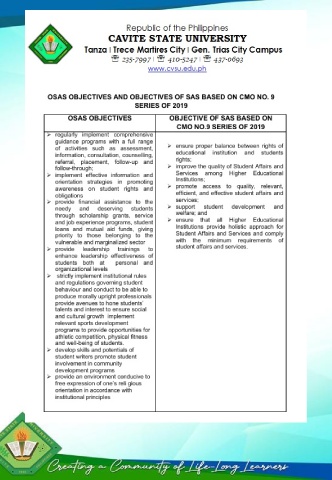 Republic of the Philippines
CAVITE STATE UNIVERSITY
Tanza | Trece Martires City | Gen. Trias City Campus
☏ 235-7997 | ☏ 410-5247 | ☏ 437-0693
www.cvsu.edu.ph
OSAS OBJECTIVES AND OBJECTIVES OF SAS BASED ON CMO NO. 9
SERIES OF 2019
OSAS OBJECTIVES
➢ regularly implement comprehensive
guidance programs with a full range
of activities such as assessment,
information, consultation, counselling,
referral, placement, follow-up and
follow-through;
➢ implement effective information and
orientation strategies in promoting
awareness on student rights and
obligations
➢ provide financial assistance to the
needy and deserving students
through scholarship grants, service
and job experience programs, student
loans and mutual aid funds, giving
priority to those belonging to the
vulnerable and marginalized sector
➢ provide leadership trainings to
enhance leadership effectiveness of
students both at personal and
organizational levels
➢ strictly implement institutional rules
and regulations governing student
behaviour and conduct to be able to
produce morally upright professionals
provide avenues to hone students'
talents and interest to ensure social
and cultural growth implement
relevant sports development
programs to provide opportunities for
athletic competition, physical fitness
and well-being of students.
➢ develop skills and potentials of
student writers promote student
involvement in community
development programs
➢ provide an environment conducive to
free expression of one's reli gious
orientation in accordance with
institutional principles
OBJECTIVE OF SAS BASED ON
CMO NO.9 SERIES OF 2019
➢ ensure proper balance between rights of
educational institution and students
rights;
➢ improve the quality of Student Affairs and
Services among Higher Educational
Institutions;
➢ promote access to quality, relevant,
efficient, and effective student affairs and
services;
➢ support student development and
welfare; and
➢ ensure that all Higher Educational
Institutions provide holistic approach for
Student Affairs and Services and comply
with the minimum requirements of
student affairs and services.
Creating a Community of Life-Long Learners